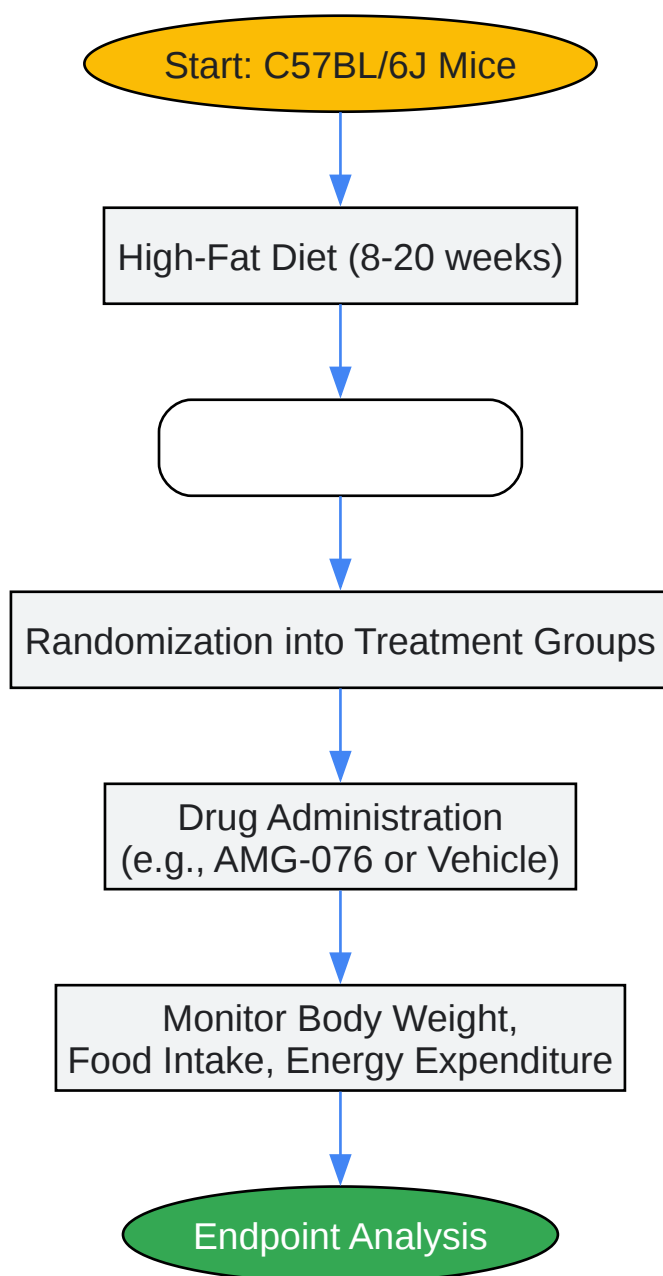 Start: C57BL/6J Mice
High-Fat Diet (8-20 weeks)
Randomization into Treatment Groups
Drug Administration
(e.g., AMG-076 or Vehicle)
Monitor Body Weight,
Food Intake, Energy Expenditure
Endpoint Analysis